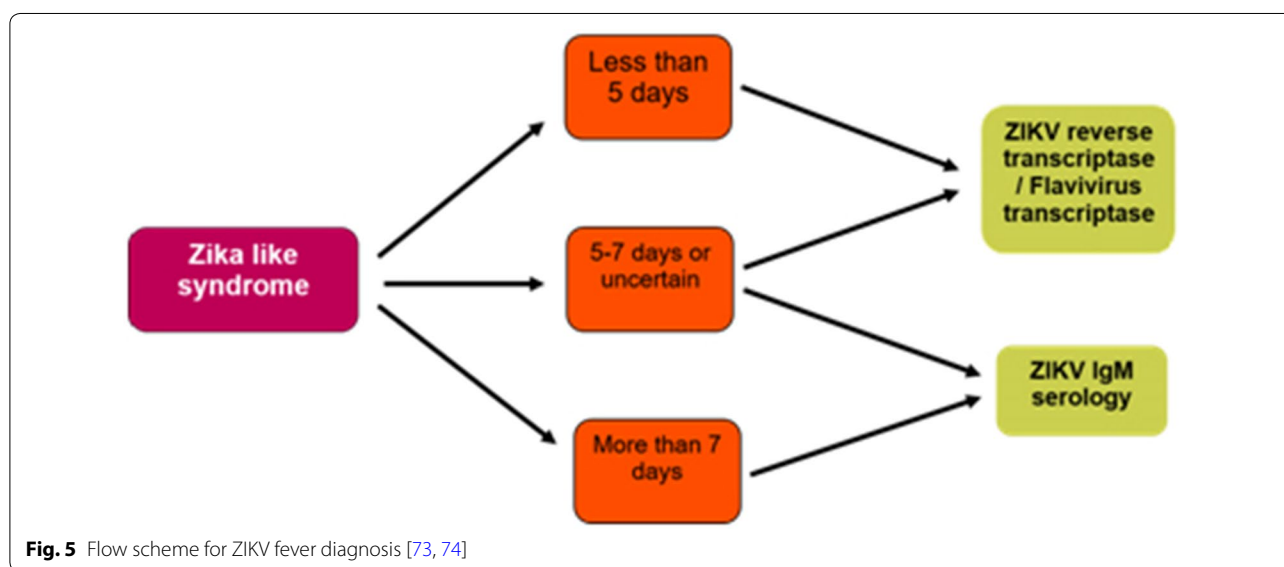 Less than
5 days
ZIKV reverse
transcriptase
/ Flavivirus
transcriptase
Zika like
syndrome
5-7 days or
uncertain
ZIKV IgM
serology
More than 7
days
Fig. 5 Flow scheme for ZIKV fever diagnosis [73, 74]